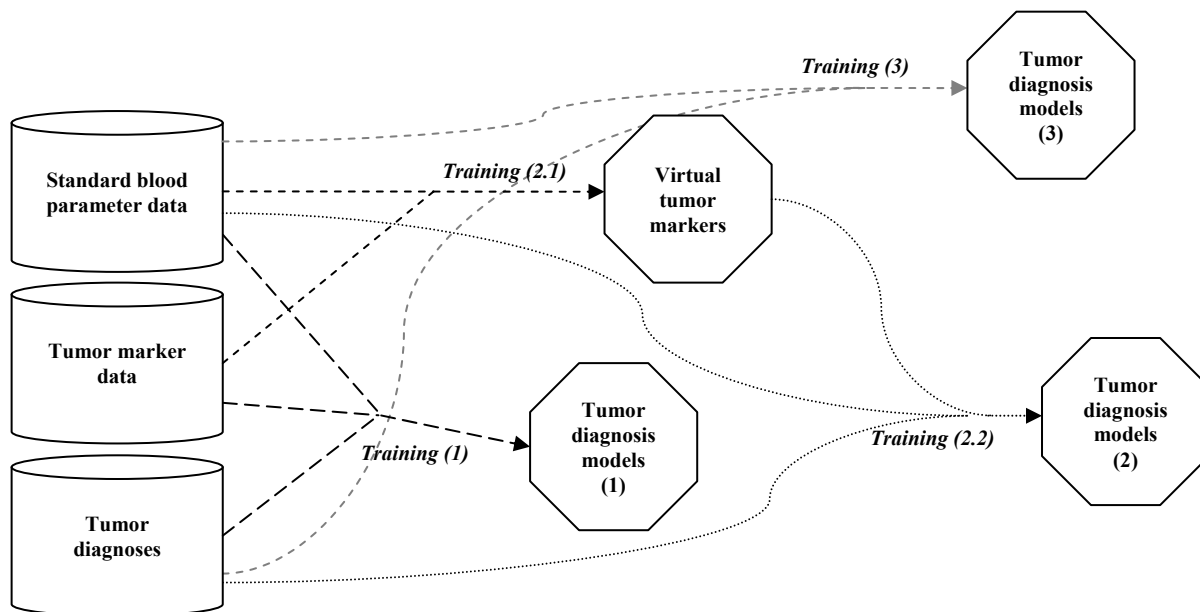 Standard blood
parameter data
Tumor marker
data
Tumor
diagnoses
Training (3)
Tumor
diagnosis
models
(3)
Training (2.1)
Virtual
tumor
markers
Training (1)
Tumor
diagnosis
models
(1)
Training (2.2)
Tumor
diagnosis
models
(2)